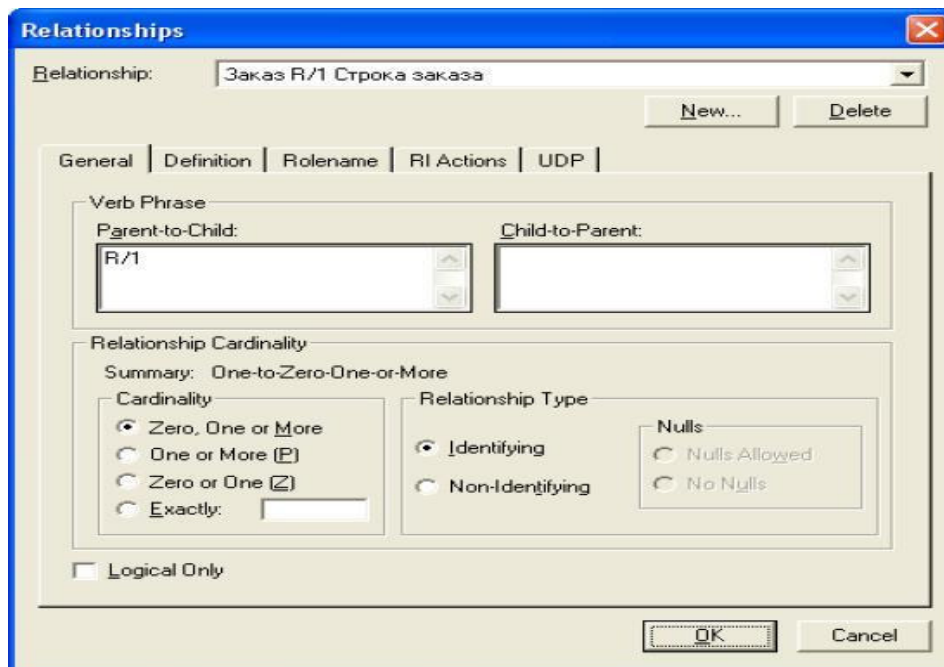 Relationships
Relationship: Заказ R/1 Строка заказа
New... Delete
General Definition Rolename RI Actions UDP
Verb Phrase
Parent-to-Child: Child-to-Parent:
R/1
Relationship Cardinality
Summary: One-to-Zero-One-or-More
Cardinality Relationship Type
Zero, One or More Nulls
Identifying
One or More (P) Nulls Allowed
Zero or One (Z) Non-Identifying No Nulls
Exactly:
Logical Only
OK Cancel